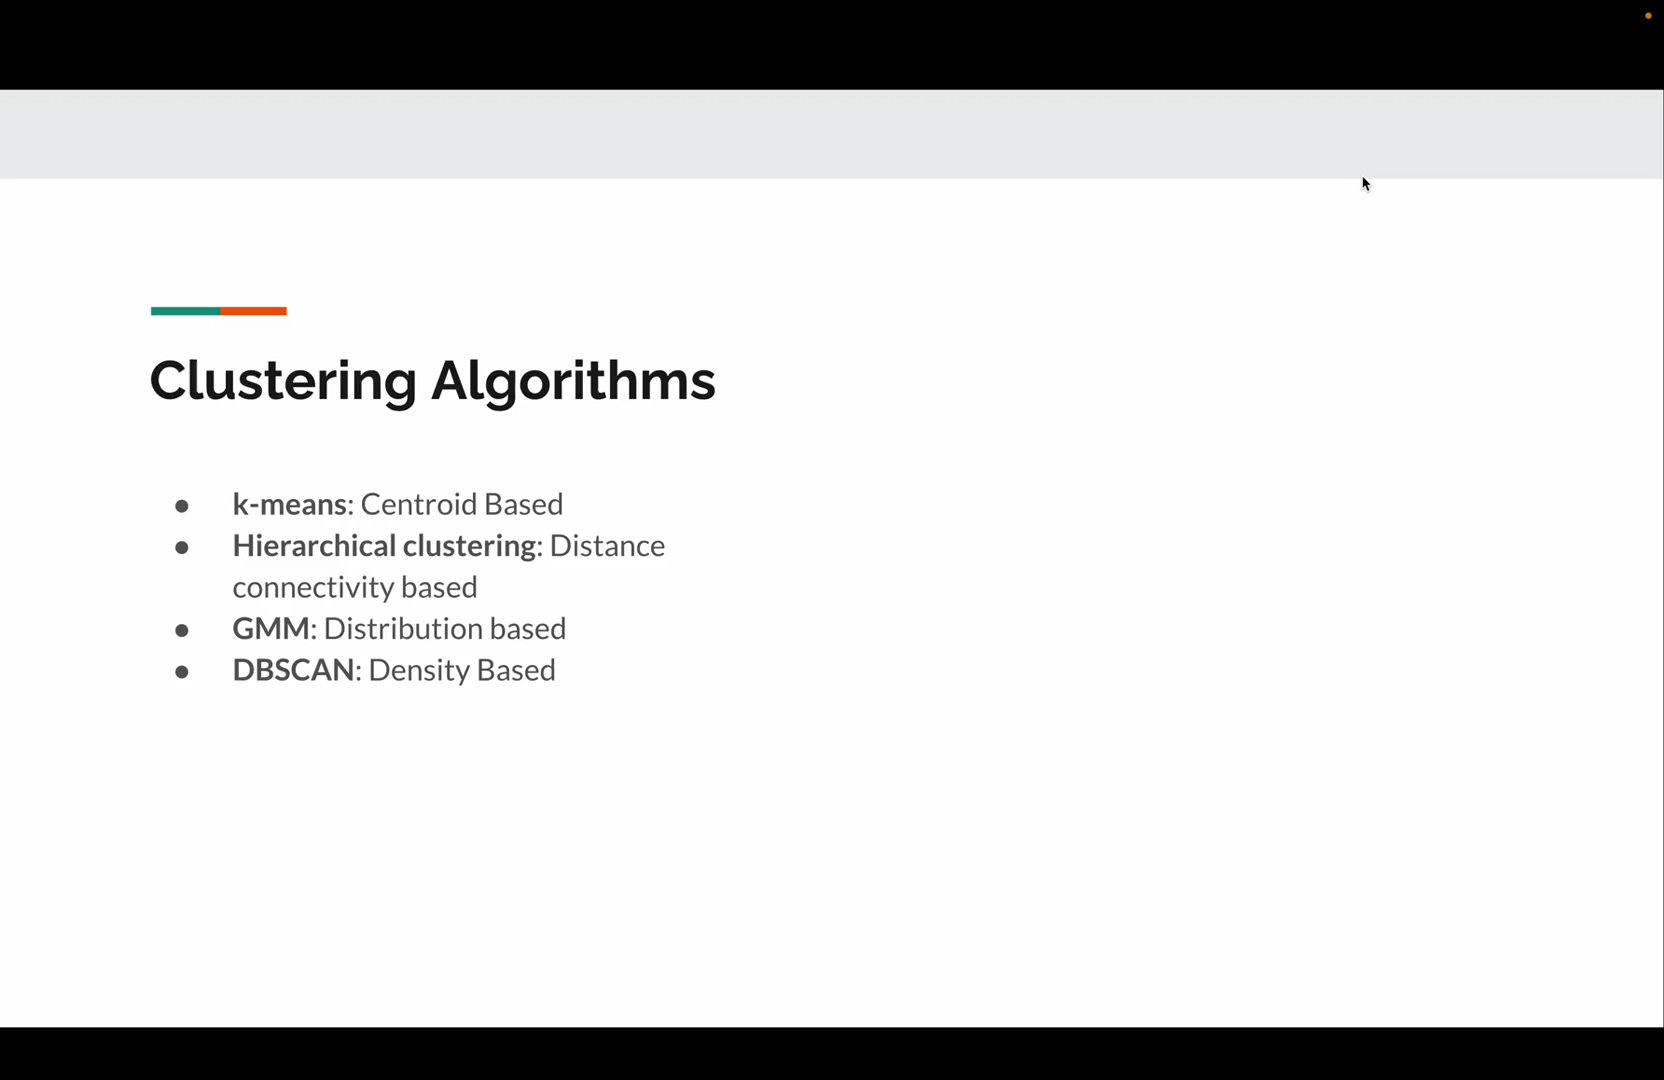 Clustering Algorithms
● k-means: Centroid Based
● Hierarchical clustering: Distance
connectivity based
● GMM: Distribution based
● DBSCAN: Density Based